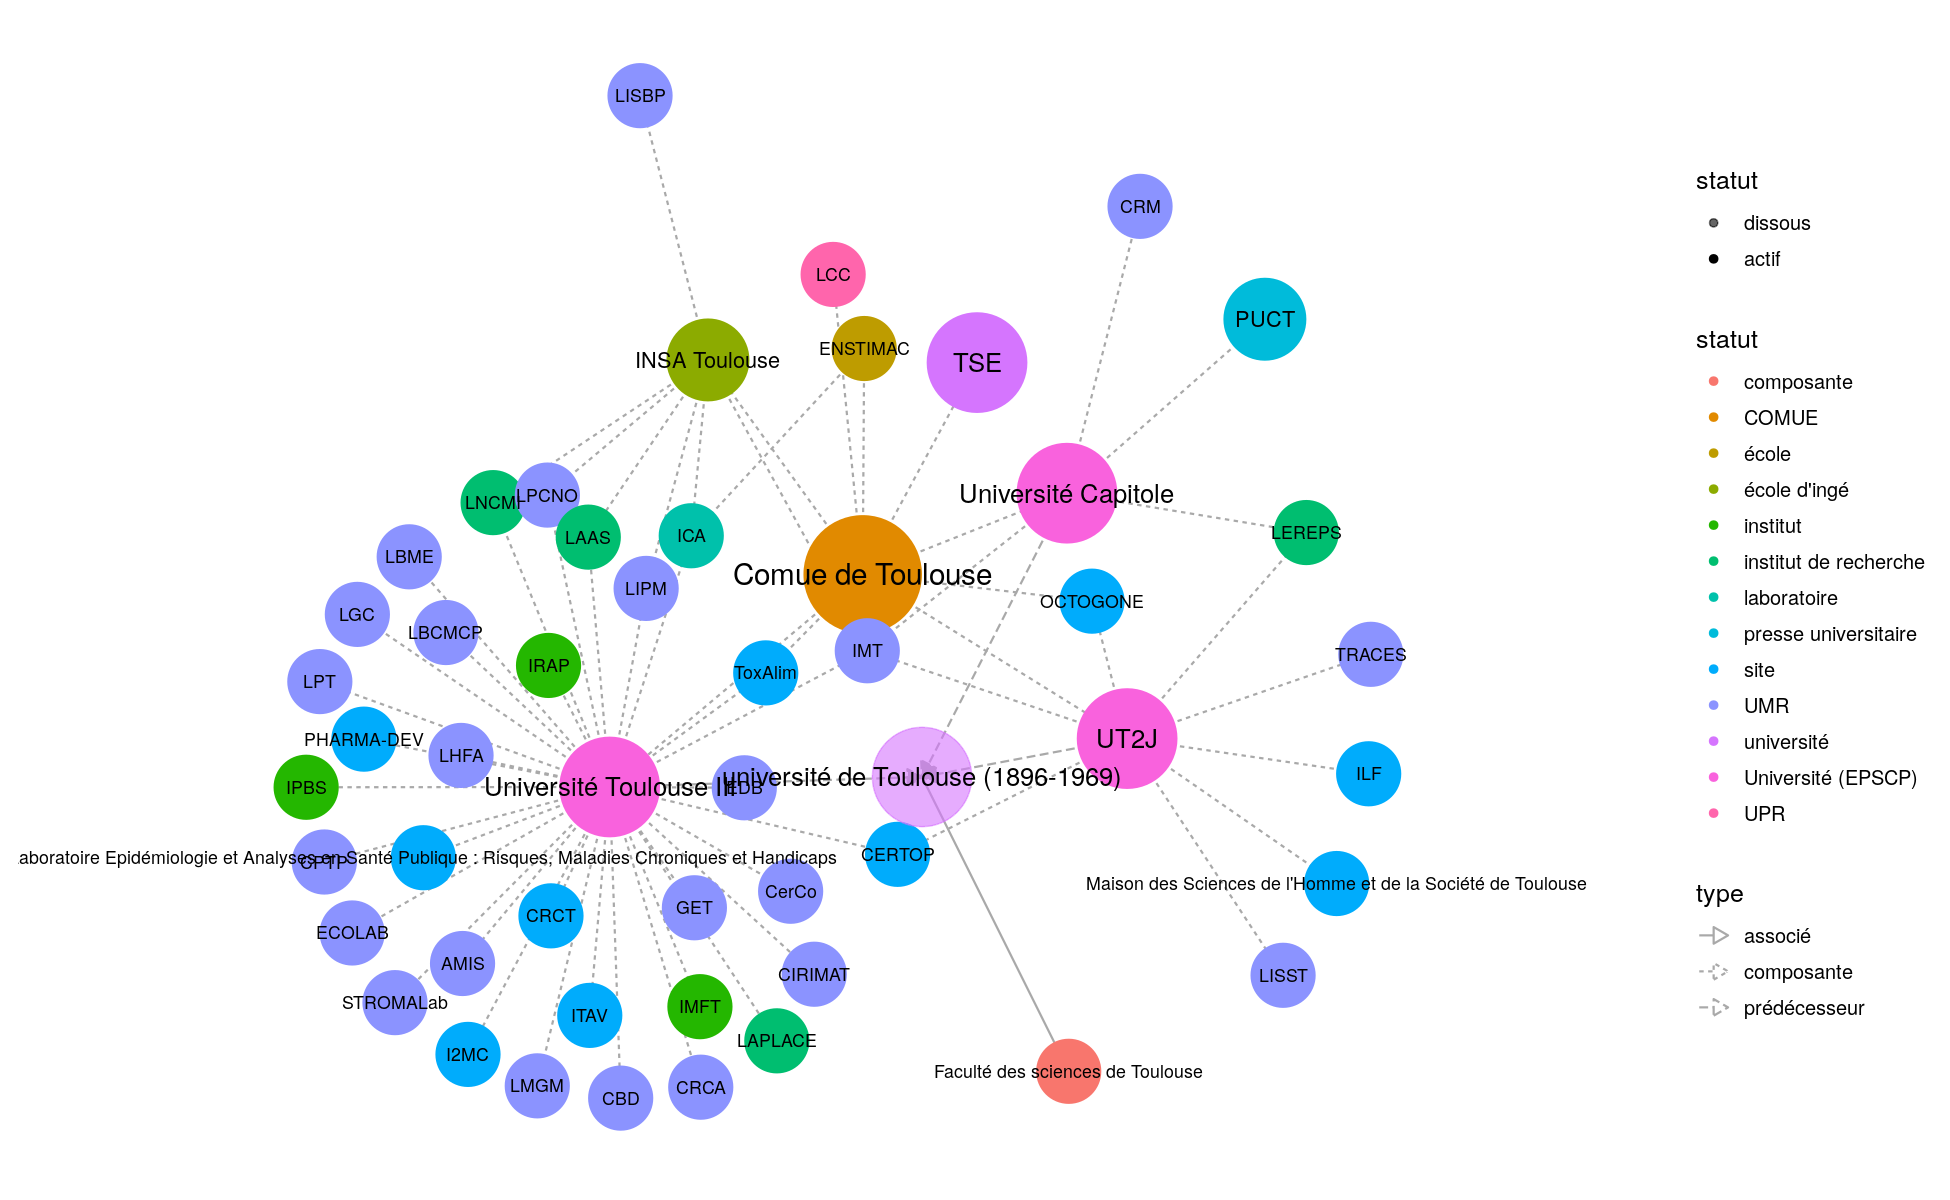 LISBP
CRM
LCC
PUCT
ENSTIMAC
INSA Toulouse
TSE
Université Capitole
LNCMI
LPCNO
LEREPS
LAAS
ICA
LBME
Comue de Toulouse
LIPM
OCTOGONE
LGC
LBCMCP
IMT
TRACES
IRAP
ToxAlim
LPT
PHARMA-DEV
UT2J
LHFA
ILF
université de Toulouse (1896-1969)
IPBS
Université Toulouse III
EDB
CERTOP
aboratoire Epidémiologie et Analyses en Santé Publique : Risques, Maladies Chroniques et Handicaps
CPTP
Maison des Sciences de l'Homme et de la Société de Toulouse
CerCo
GET
CRCT
ECOLAB
AMIS
CIRIMAT
LISST
STROMALab
IMFT
ITAV
LAPLACE
I2MC
Faculté des sciences de Toulouse
LMGM
CRCA
CBD
statut
dissous
actif
statut
composante
COMUE
école
école d'ingé
institut
institut de recherche
laboratoire
presse universitaire
site
UMR
université
Université (EPSCP)
UPR
type
associé
composante
prédécesseur